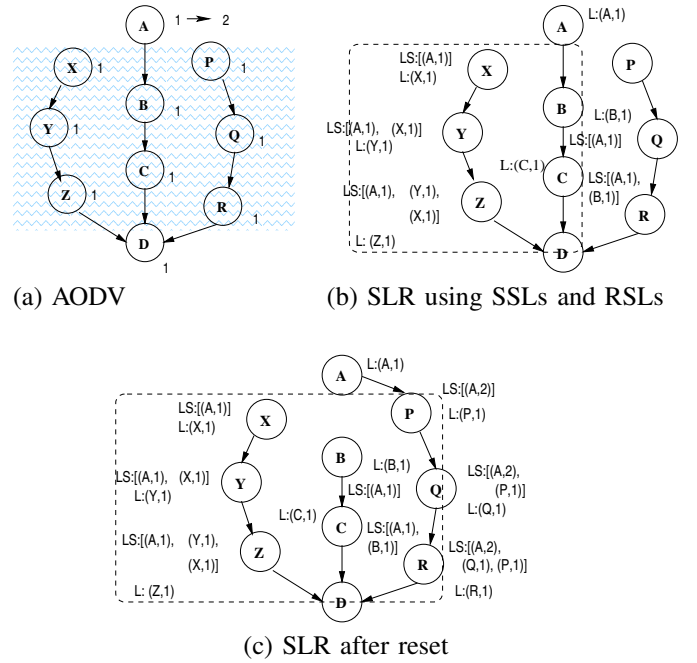 A
1 → 2
X
1
P
1
B
1
Y
1
Q
1
C
1
Z
1
R
1
D
1
(a) AODV
L:(A,1)
A
LS:[(A,1)]
L:(X,1)
X
P
B
L:(B,1)
LS:[(A,1), (X,1)]
L:(Y,1)
Y
LS:[(A,1)]
Q
L:(C,1)
C
LS:[(A,1),
(B,1)]
LS:[(A,1), (Y,1),
(X,1)]
Z
R
L: (Z,1)
D
(b) SLR using SSLs and RSLs
L:(A,1)
A
LS:[(A,2)]
P
L:(P,1)
LS:[(A,1)]
L:(X,1)
X
B
L:(B,1)
LS:[(A,1), (X,1)]
L:(Y,1)
Y
LS:[(A,1)]
Q
LS:[(A,2),
(P,1)]
L:(Q,1)
L:(C,1)
C
LS:[(A,1),
(B,1)]
LS:[(A,1), (Y,1),
(X,1)]
Z
R
LS:[(A,2),
(Q,1), (P,1)]
L: (Z,1)
D
L:(R,1)
(c) SLR after reset